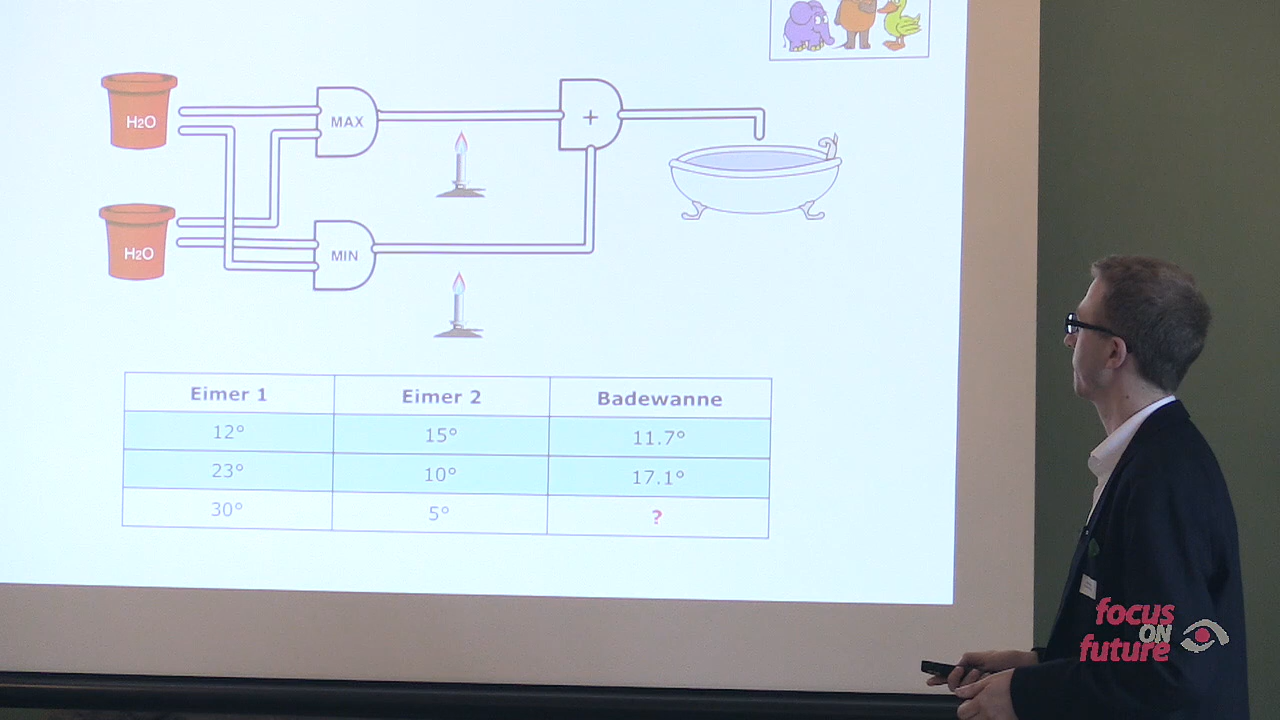 H2O
MAX
+
H2O
MIN
Eimer 1 Eimer 2 Badewanne
12° 15° 11.7°
23° 10° 17.1°
30° 5° ?
focus
ON
future